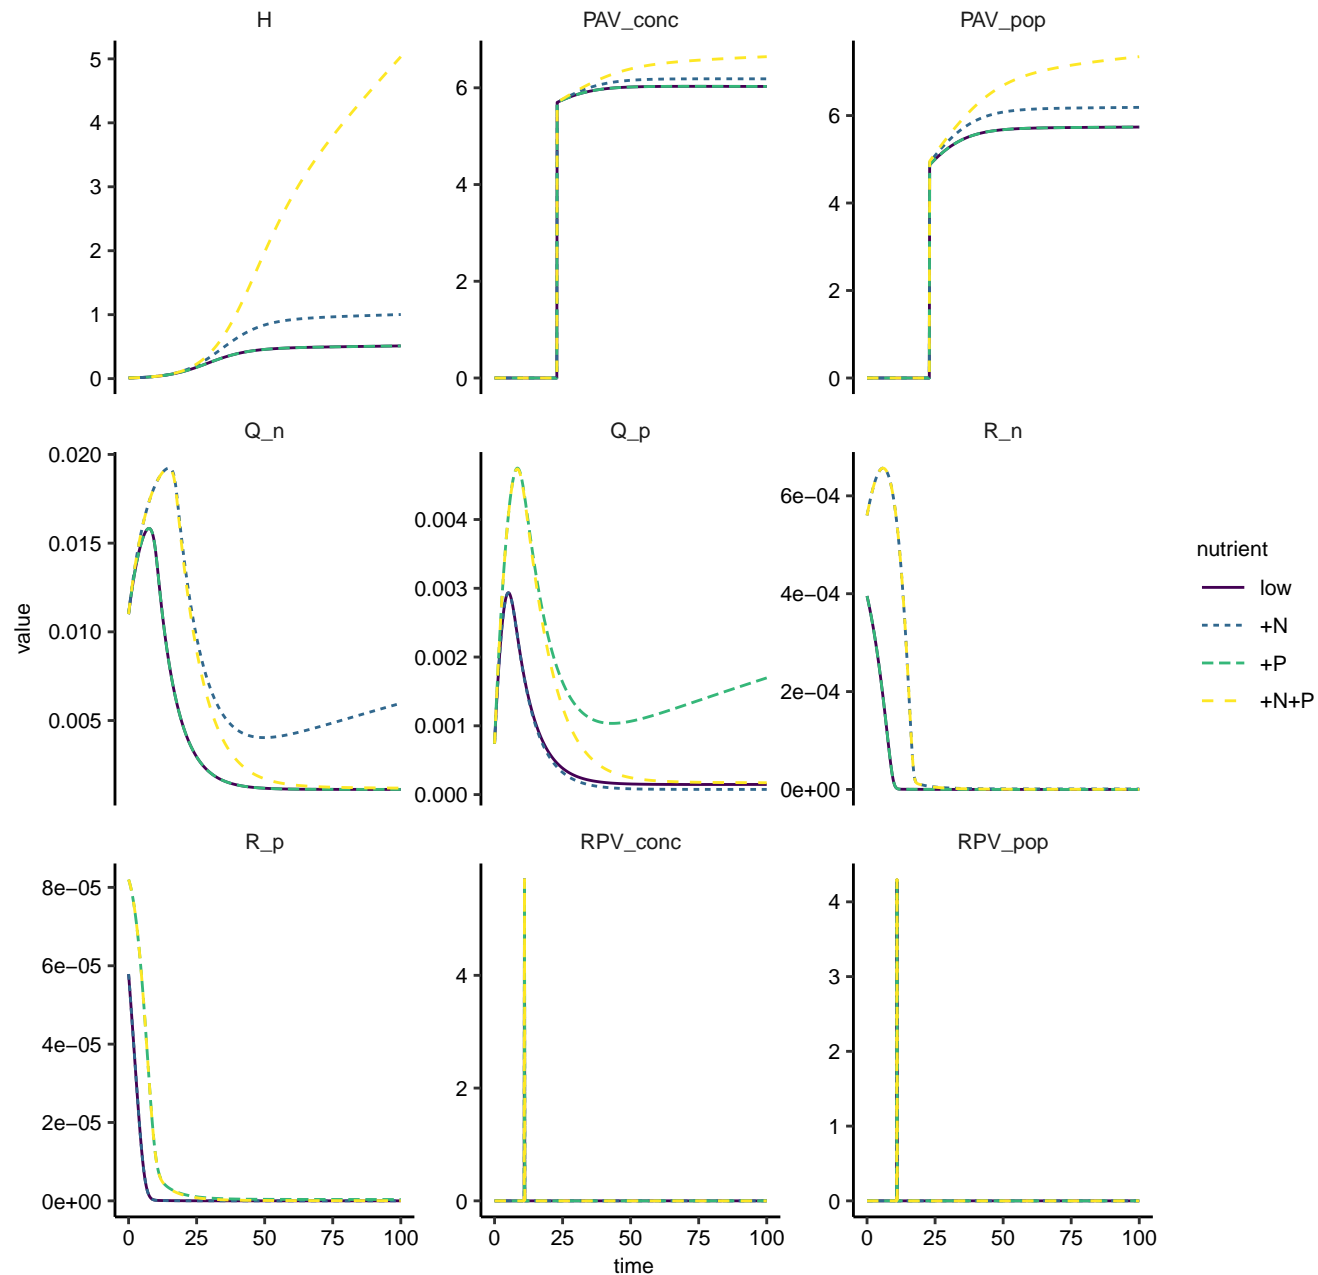 H
PAV_conc
PAV_pop
5
4
3
2
1
0
6
4
2
0
6
4
2
0
Q_n
Q_p
R_n
0.020
0.015
0.010
0.005
0.004
0.003
0.002
0.001
0.000
6e−04
4e−04
2e−04
0e+00
R_p
RPV_conc
RPV_pop
8e−05
6e−05
4e−05
2e−05
0e+00
4
2
0
4
3
2
1
0
0 25 50 75 100
0 25 50 75 100
0 25 50 75 100
time
value
nutrient
low
+N
+P
+N+P